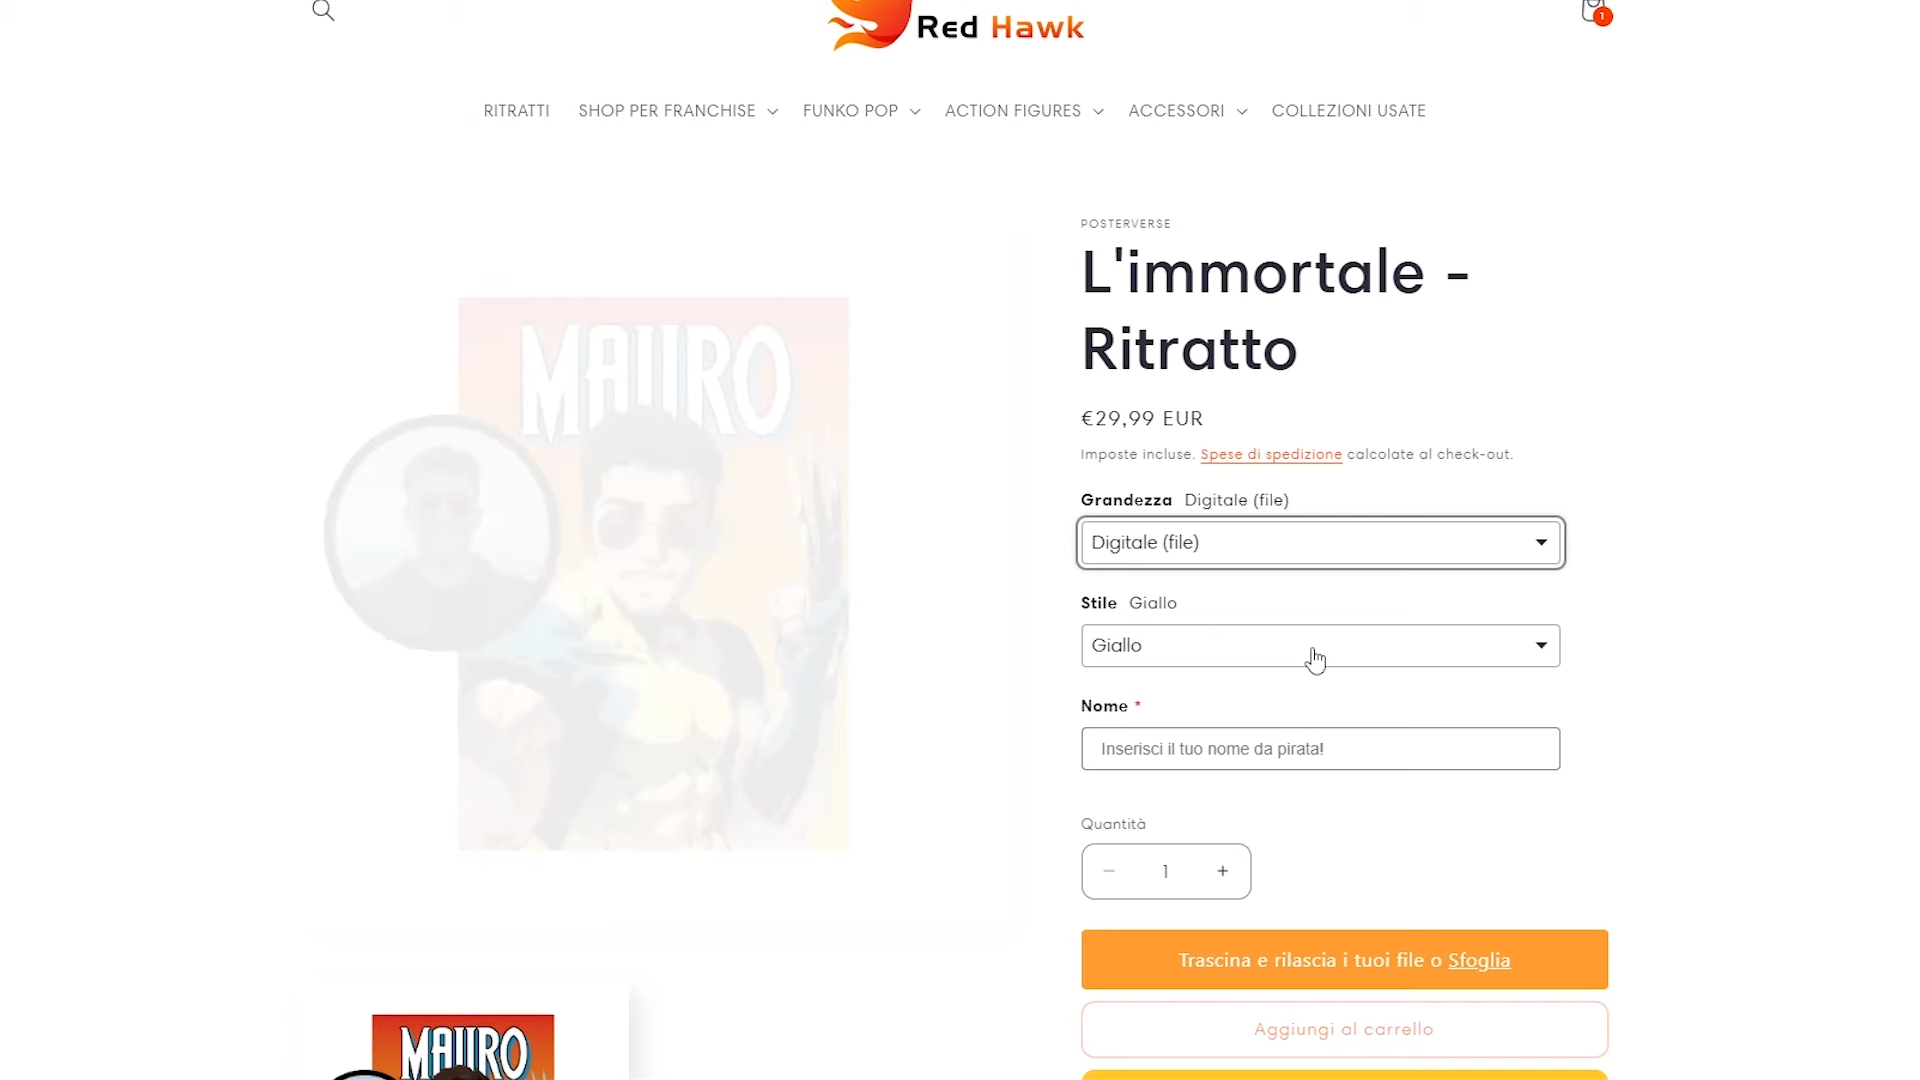 Red Hawk
1
RITRATTI SHOP PER FRANCHISE FUNKO POP ACTION FIGURES ACCESSORI COLLEZIONI USATE
POSTERVERSE
L'immortale -
Ritratto
€29,99 EUR
Imposte incluse. Spese di spedizione calcolate al check-out.
Grandezza Digitale (file)
Digitale (file)
Stile Giallo
Giallo
Nome *
Inserisci il tuo nome da pirata!
Quantità
− 1 +
Trascina e rilascia i tuoi file o Sfoglia
Aggiungi al carrello
MAURO
MAURO